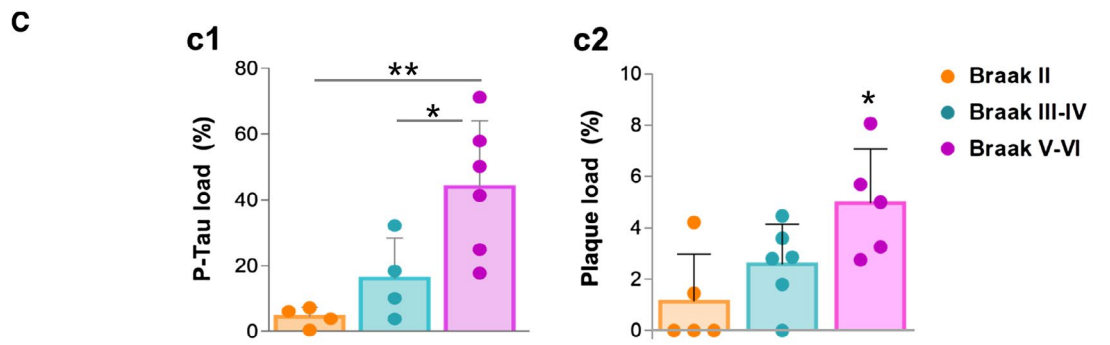 C
c1
P-Tau load (%)
80
60
40
20
0
**
*
c2
Plaque load (%)
10
8
6
4
2
0
*
Braak II
Braak III-IV
Braak V-VI